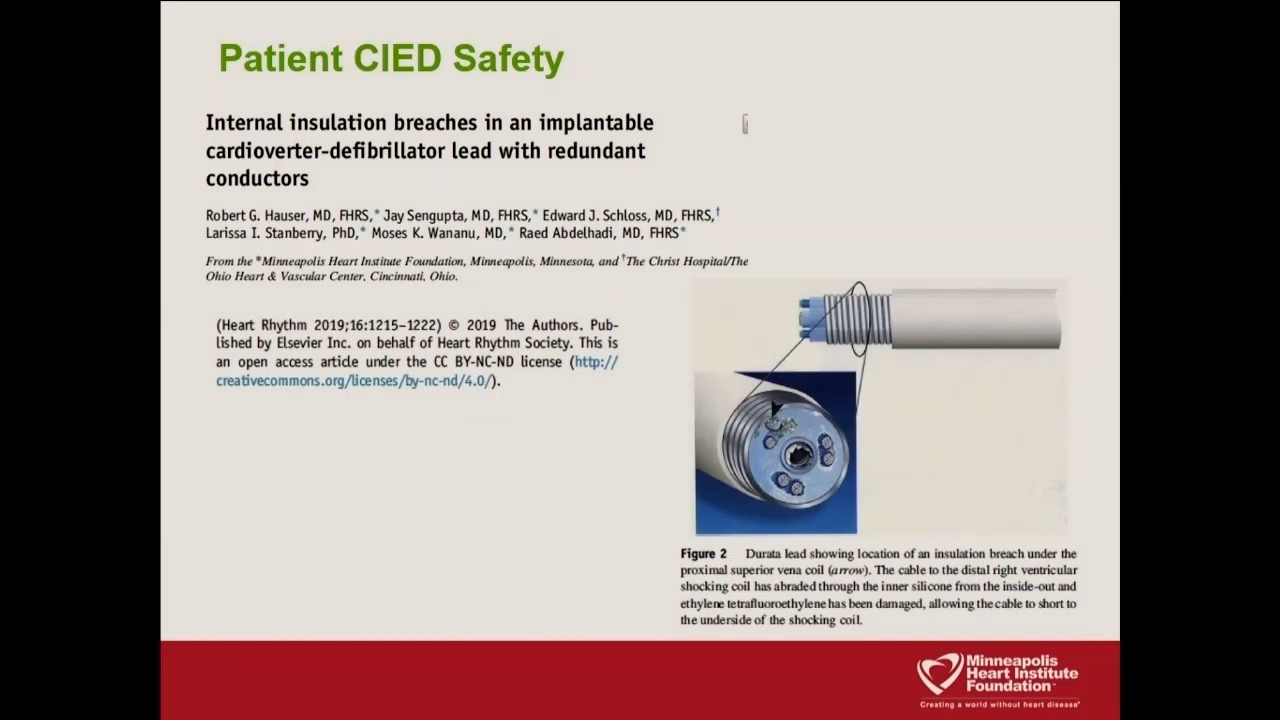 Patient CIED Safety
Internal insulation breaches in an implantable
cardioverter-defibrillator lead with redundant
conductors
Robert G. Hauser, MD, FHRS,* Jay Sengupta, MD, FHRS,* Edward J. Schloss, MD, FHRS,†
Larissa I. Stanberry, PhD,* Moses K. Wananu, MD,* Raed Abdelhadi, MD, FHRS*
From the *Minneapolis Heart Institute Foundation, Minneapolis, Minnesota, and †The Christ Hospital/The
Ohio Heart & Vascular Center, Cincinnati, Ohio.
(Heart Rhythm 2019;16:1215–1222) © 2019 The Authors. Pub-
lished by Elsevier Inc. on behalf of Heart Rhythm Society. This is
an open access article under the CC BY-NC-ND license (http://
creativecommons.org/licenses/by-nc-nd/4.0/).
Figure 2 Durata lead showing location of an insulation breach under the
proximal superior vena coil (arrow). The cable to the distal right ventricular
shocking coil has abraded through the inner silicone from the inside-out and
ethylene tetrafluoroethylene has been damaged, allowing the cable to short to
the underside of the shocking coil.
Minneapolis
Heart Institute
Foundation™
Creating a world without heart disease®